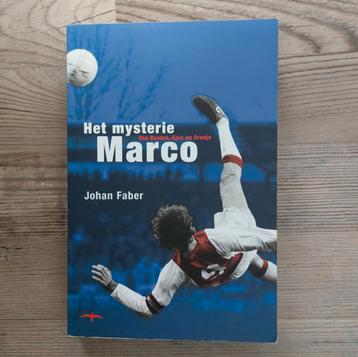 Het mysterie
Van Basten, Ajax en Oranje
Marco
Johan Faber